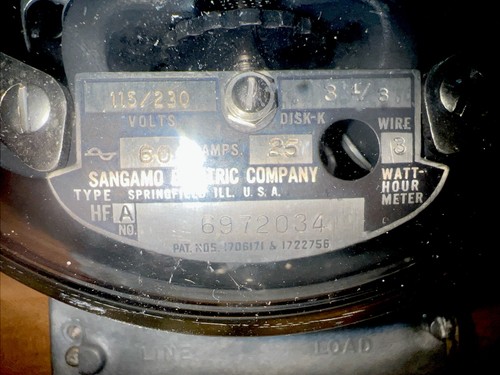 115/230 3 1/3
VOLTS DISK-K WIRE
60 AMPS. 25 3
SANGAMO ELECTRIC COMPANY WATT-
TYPE SPRINGFIELD ILL. U.S.A. HOUR
HF A METER
NO. 6972034
PAT. NOS. 1706171 & 1722756
LINE LOAD